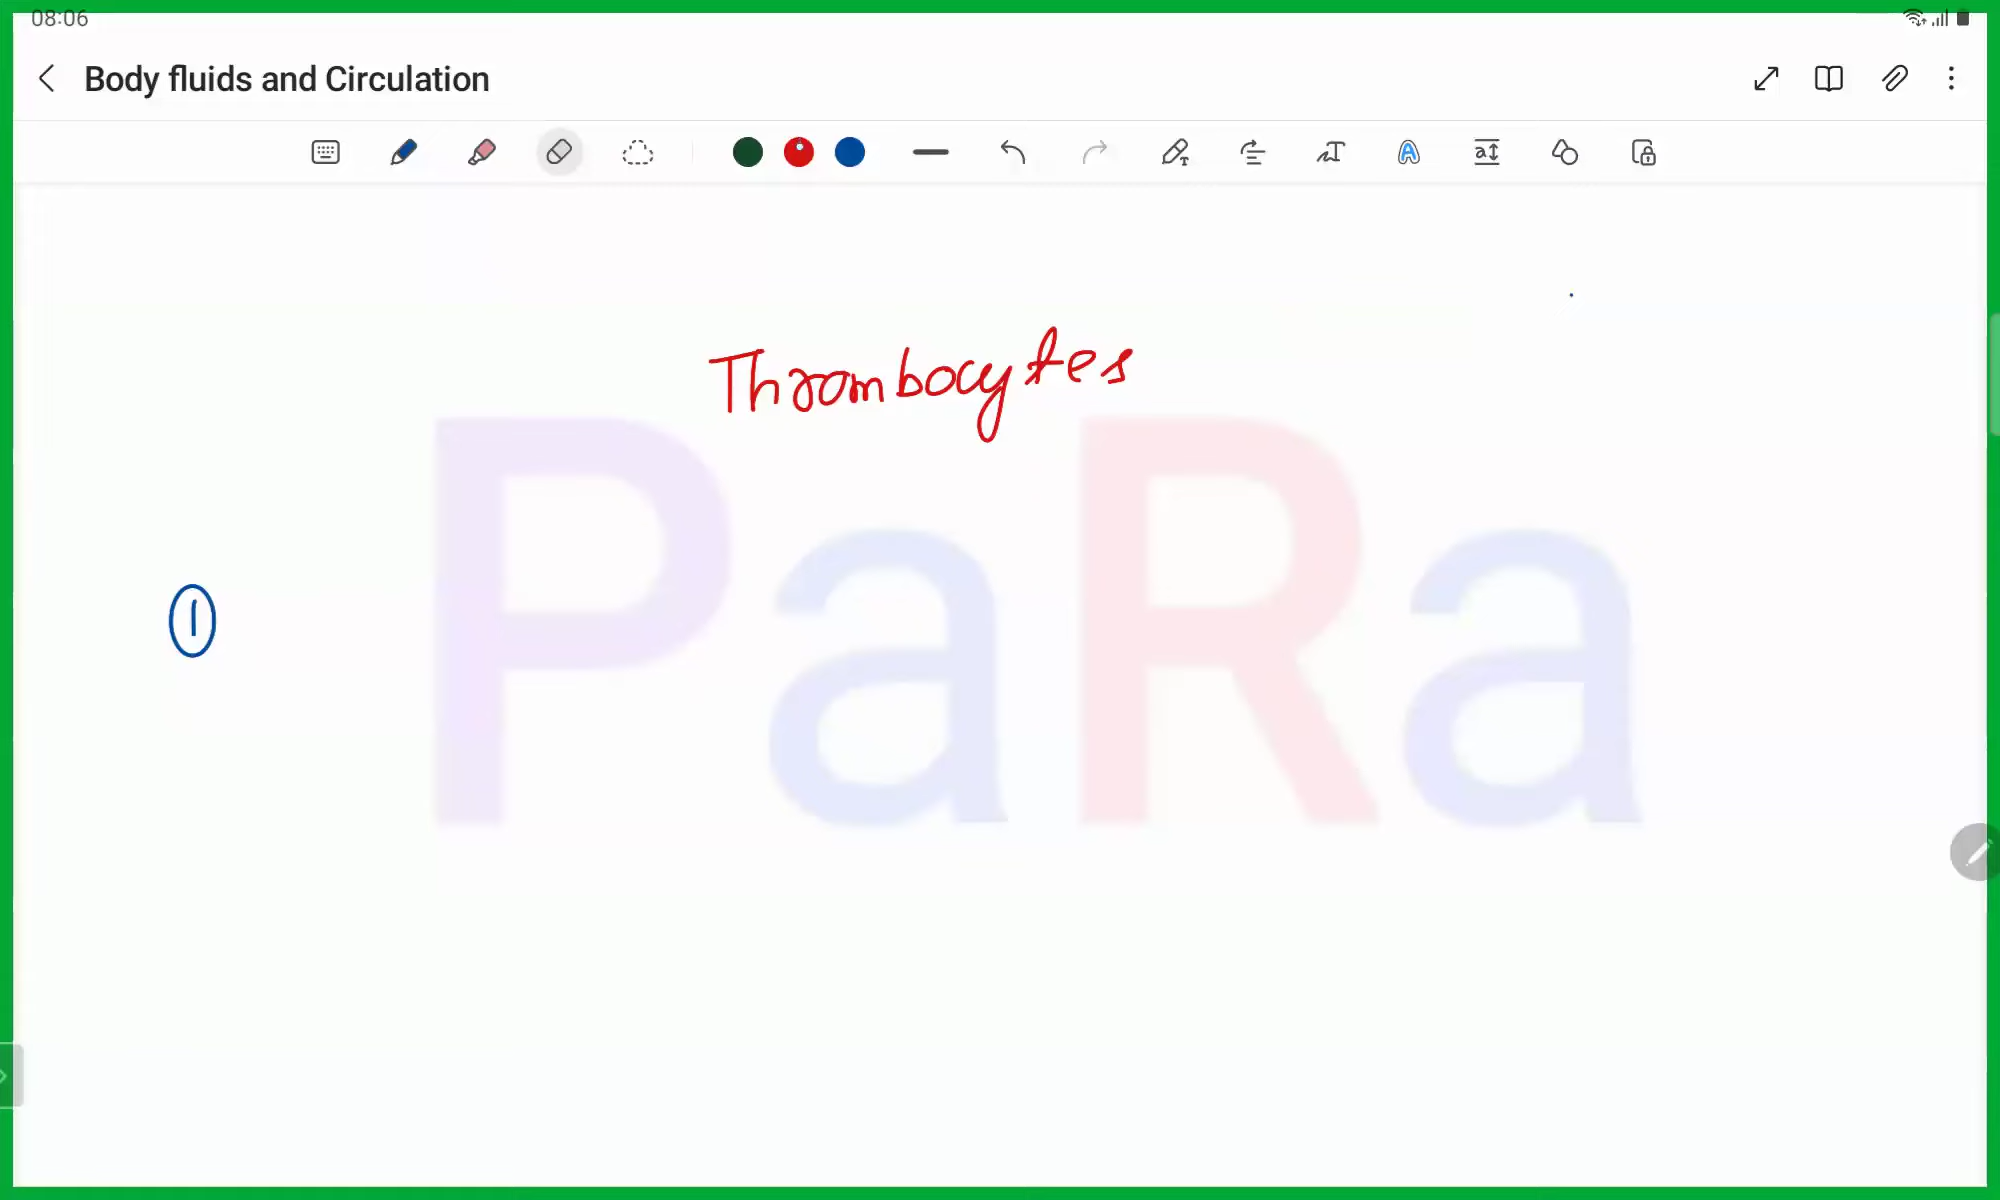 08:06
Body fluids and Circulation
Thrombocytes
PaRa
1